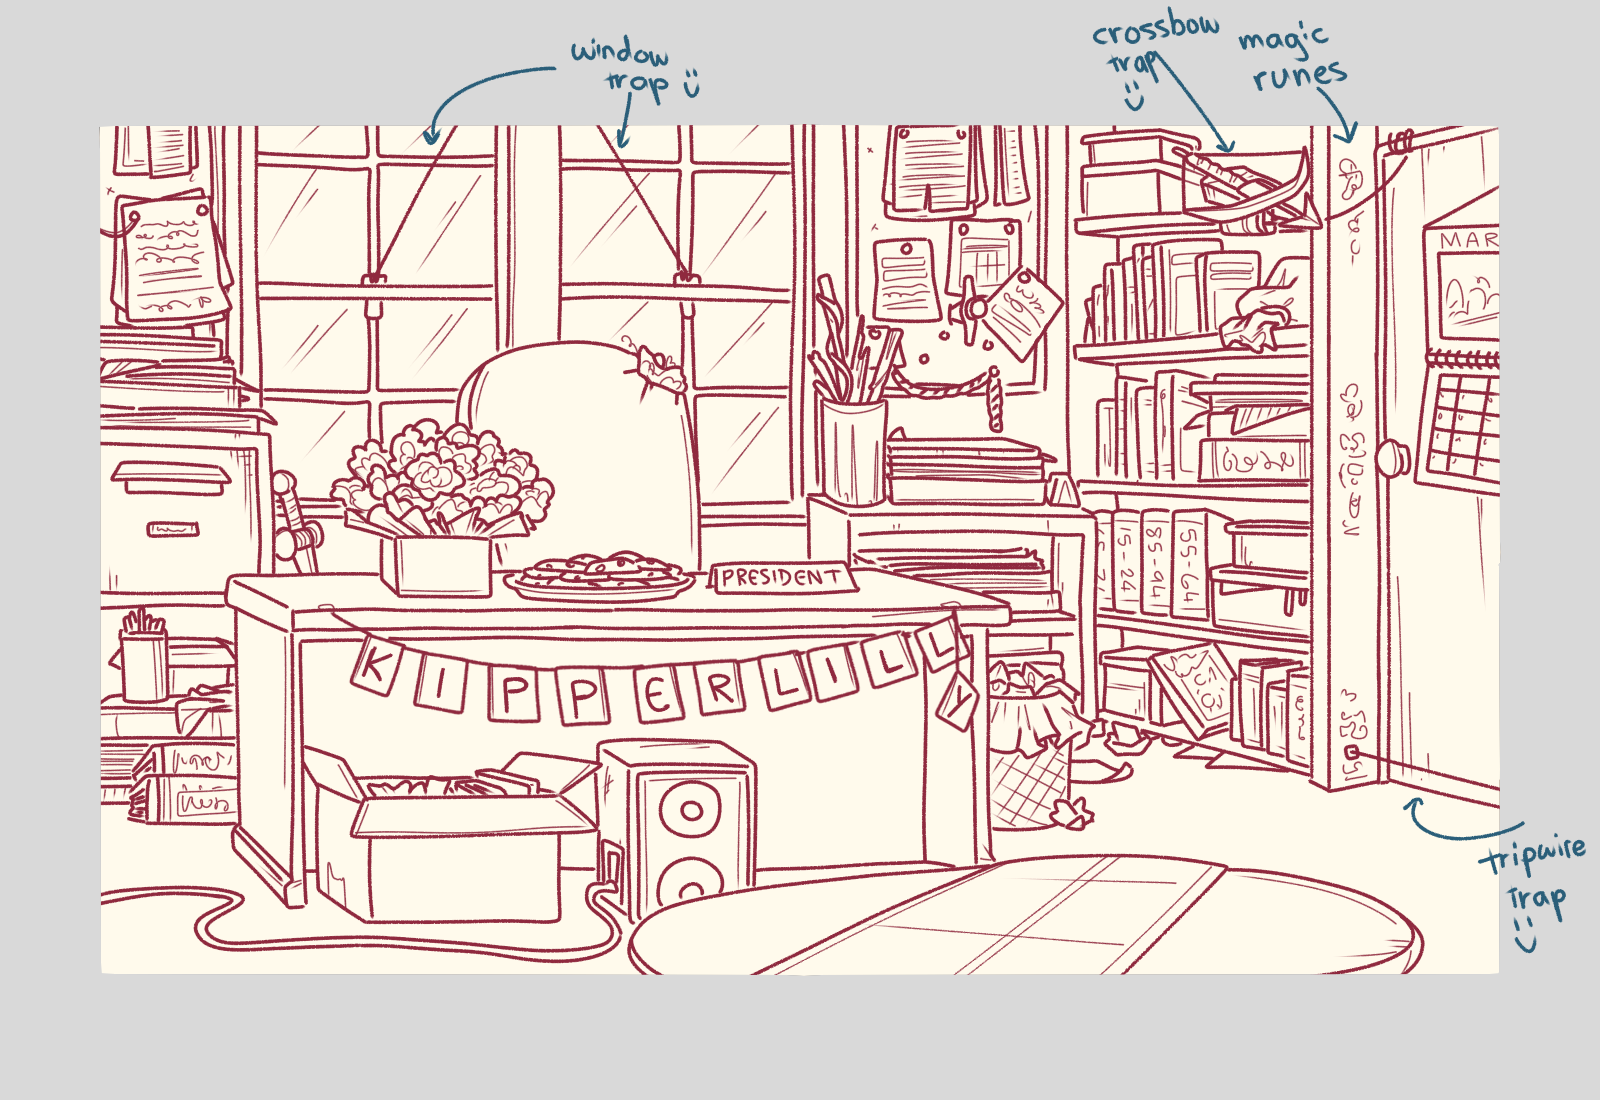 window
trap
crossbow
trap
magic
runes
MAR
15-24
85-94
55-64
PRESIDENT
KIPPERLILLY
tripwire
trap